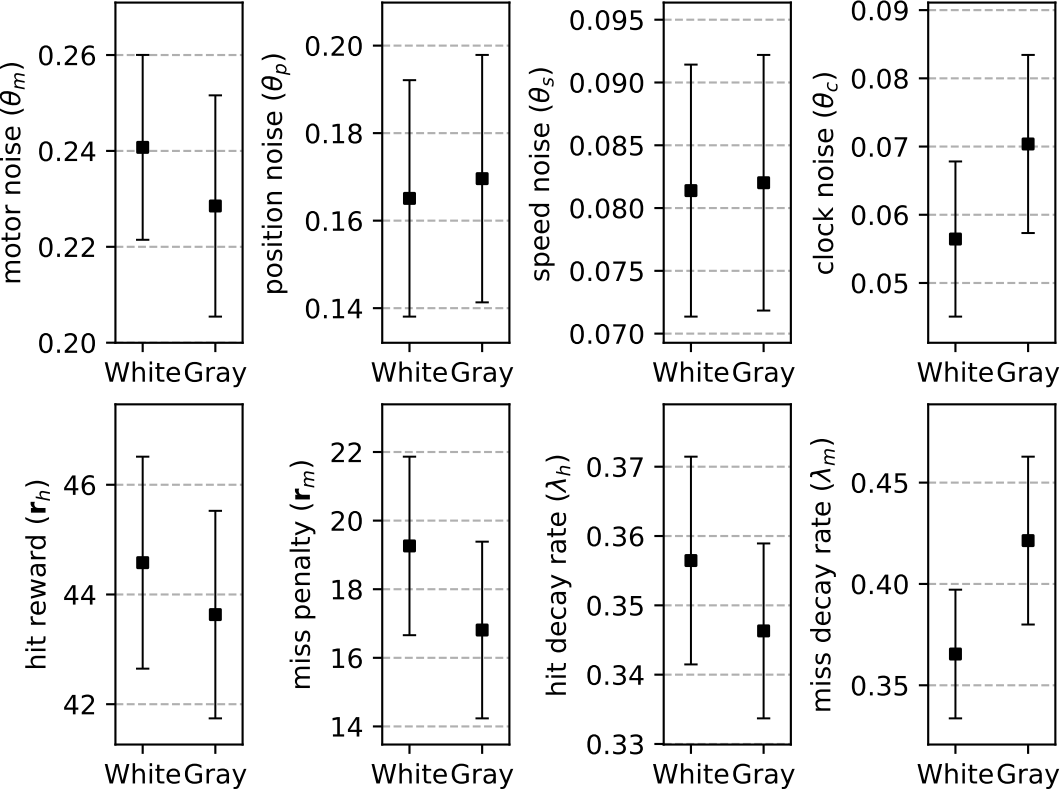 motor noise (θm)
0.26
0.24
0.22
0.20
White Gray
position noise (θp)
0.20
0.18
0.16
0.14
White Gray
speed noise (θs)
0.095
0.090
0.085
0.080
0.075
0.070
White Gray
clock noise (θc)
0.09
0.08
0.07
0.06
0.05
White Gray
hit reward (rh)
46
44
42
White Gray
miss penalty (rm)
22
20
18
16
14
White Gray
hit decay rate (λh)
0.37
0.36
0.35
0.34
0.33
White Gray
miss decay rate (λm)
0.45
0.40
0.35
White Gray